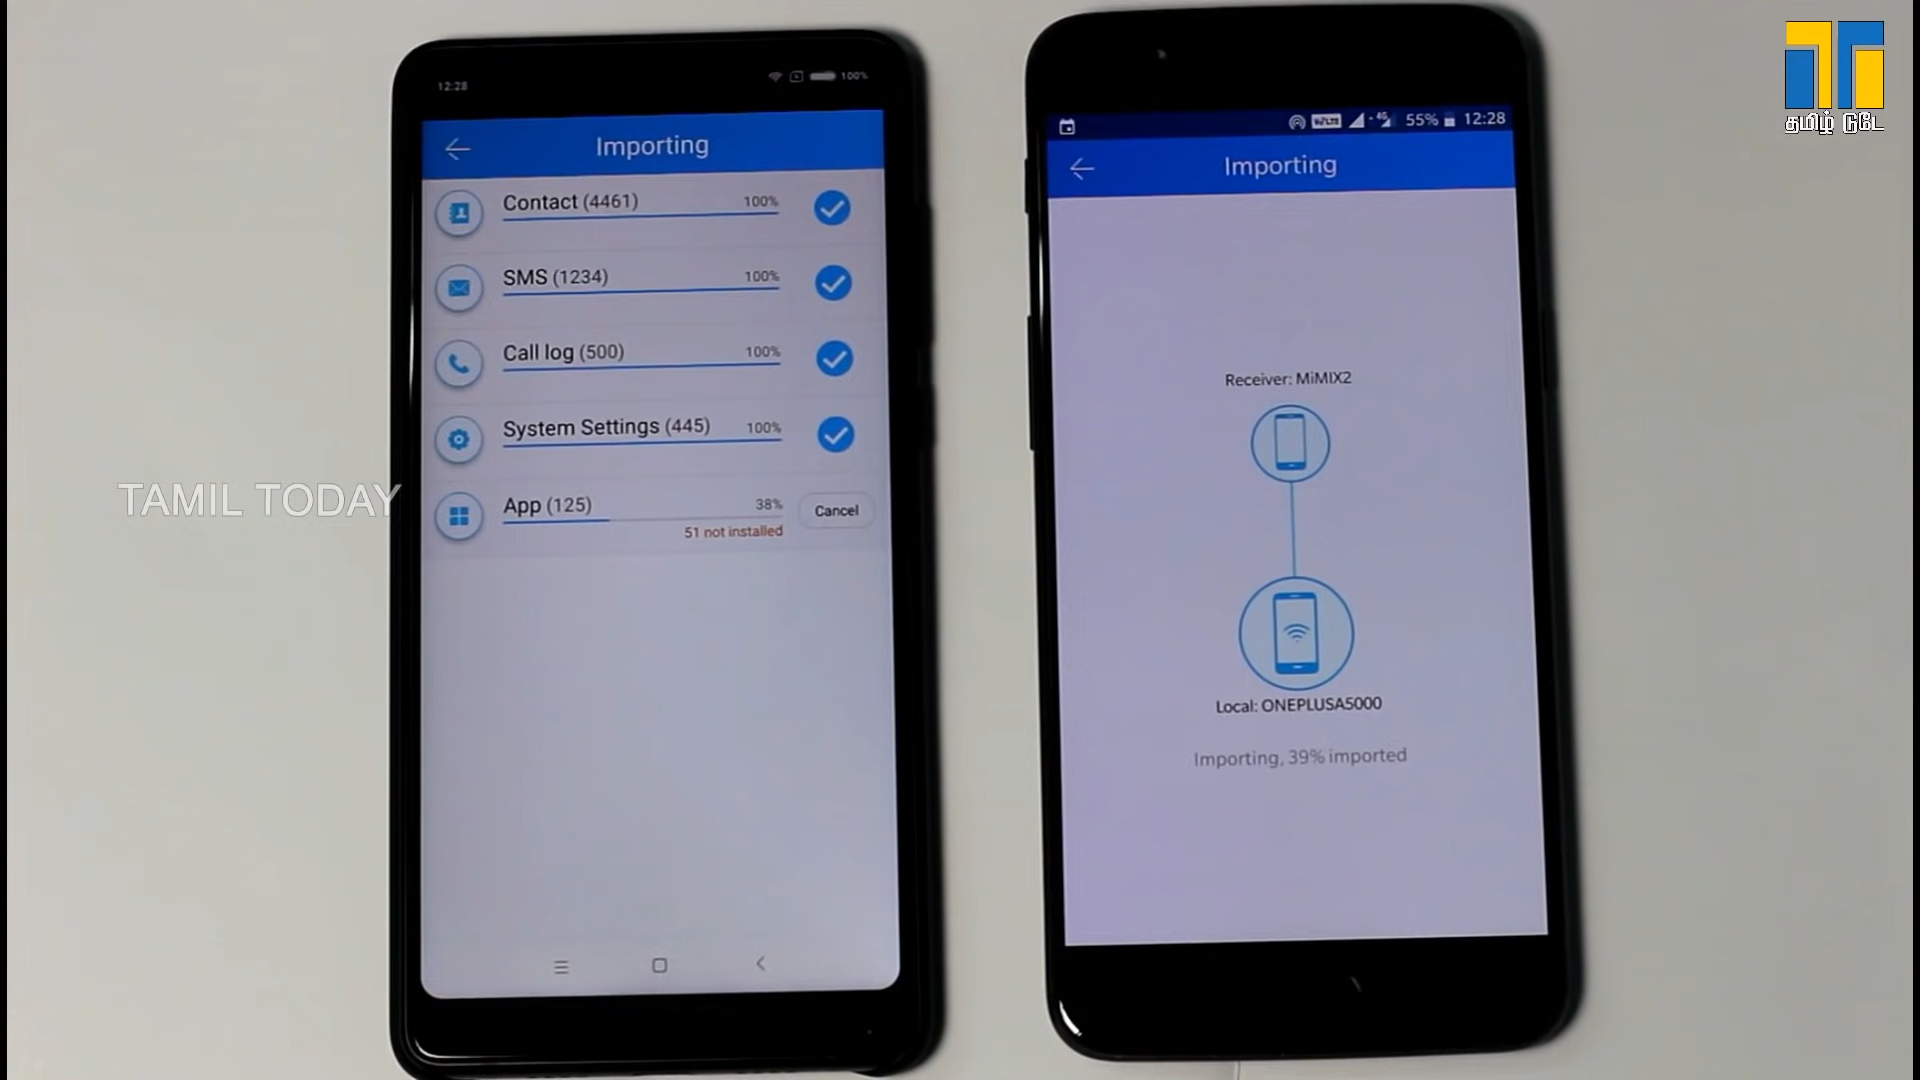 12:28
100%
Importing
Contact (4461)
100%
SMS (1234)
100%
Call log (500)
100%
System Settings (445)
100%
App (125)
38%
Cancel
51 not installed
TAMIL TODAY
VoLTE
4G
55%
12:28
Importing
Receiver: MiMIX2
Local: ONEPLUSA5000
Importing, 39% imported
தமிழ் டுடே